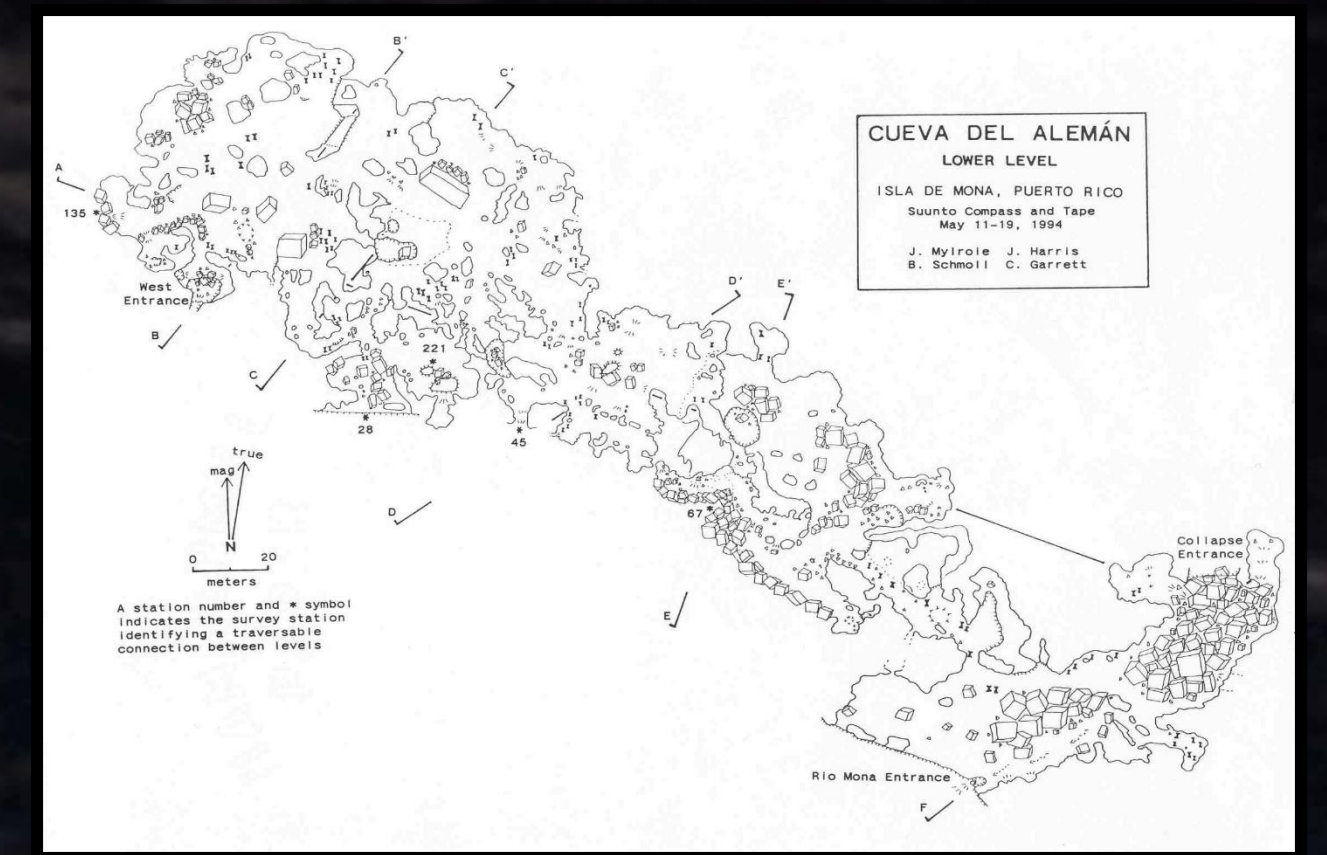 CUEVA DEL ALEMÁN
LOWER LEVEL
ISLA DE MONA, PUERTO RICO
Suunto Compass and Tape
May 11-19, 1994
J. Mylroie J. Harris
B. Schmoll C. Garrett
B'
C'
A
135 *
West
Entrance
B
C
221
*
*
28
*
45
D'
E'
D
67 *
E
Collapse
Entrance
Rio Mona Entrance
F
true
mag
N
0 20
meters
A station number and * symbol
indicates the survey station
identifying a traversable
connection between levels